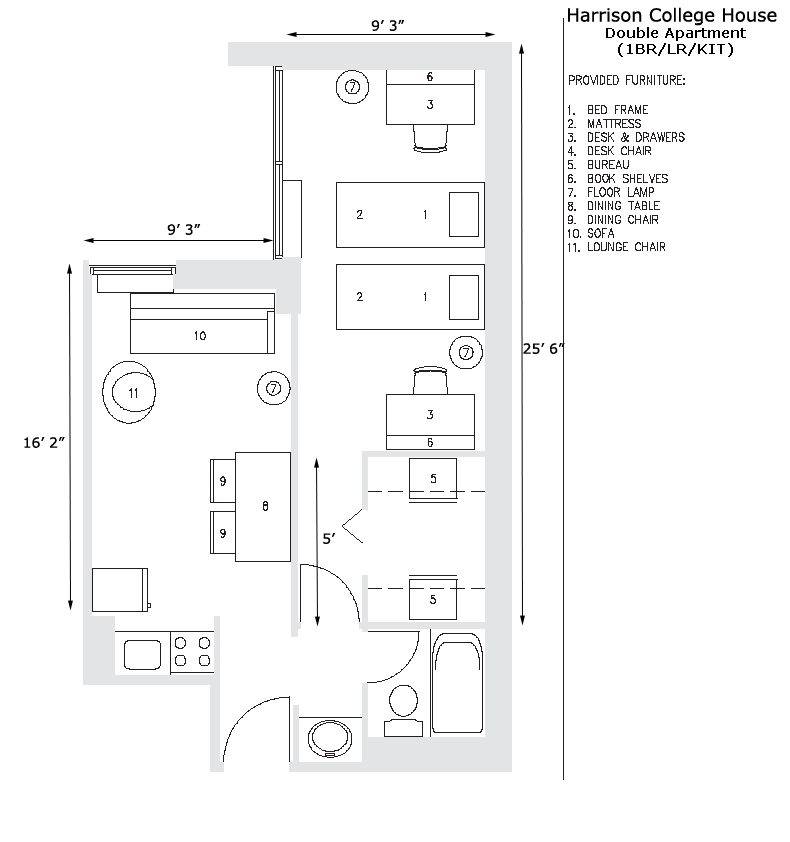 Harrison College House
Double Apartment
(1BR/LR/KIT)
PROVIDED FURNITURE:
1. BED FRAME
2. MATTRESS
3. DESK & DRAWERS
4. DESK CHAIR
5. BUREAU
6. BOOK SHELVES
7. FLOOR LAMP
8. DINING TABLE
9. DINING CHAIR
10. SOFA
11. LOUNGE CHAIR
9’ 3”
6
7
3
2 1
9’ 3”
2 1
10
7
25’ 6”
11
7
3
6
16’ 2”
9
5
8
9
5’
5